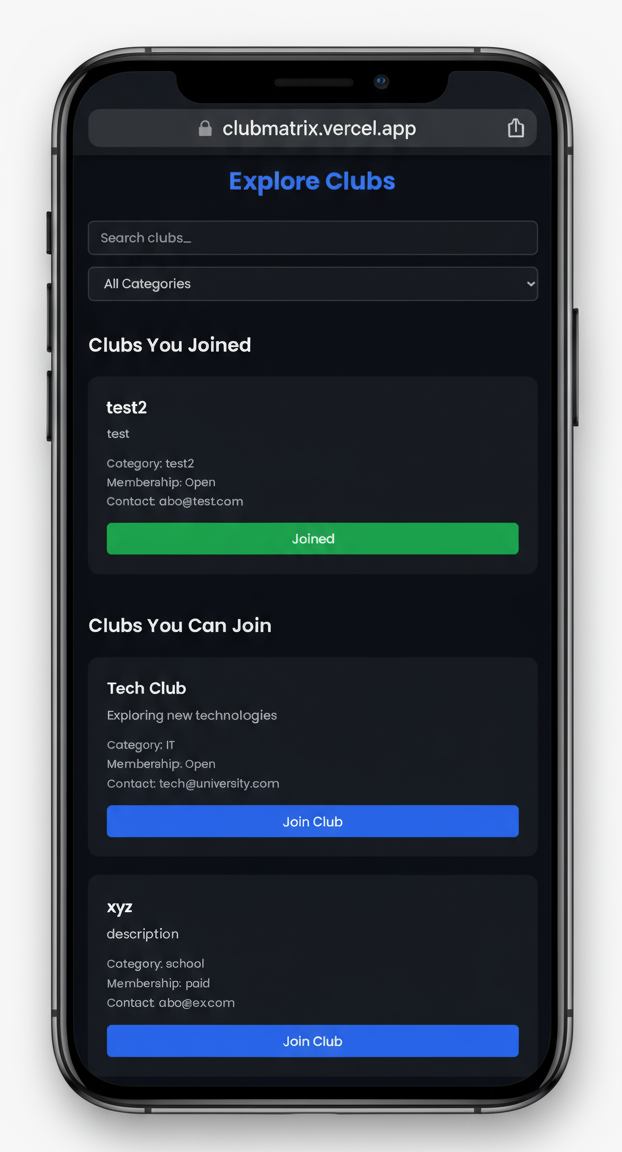 clubmatrix.vercel.app
Explore Clubs
Search clubs...
All Categories
Clubs You Joined
test2
test
Category: test2
Membership: Open
Contact: abo@test.com
Joined
Clubs You Can Join
Tech Club
Exploring new technologies
Category: IT
Membership: Open
Contact: tech@university.com
Join Club
xyz
description
Category: school
Membership: paid
Contact: abo@ex.com
Join Club